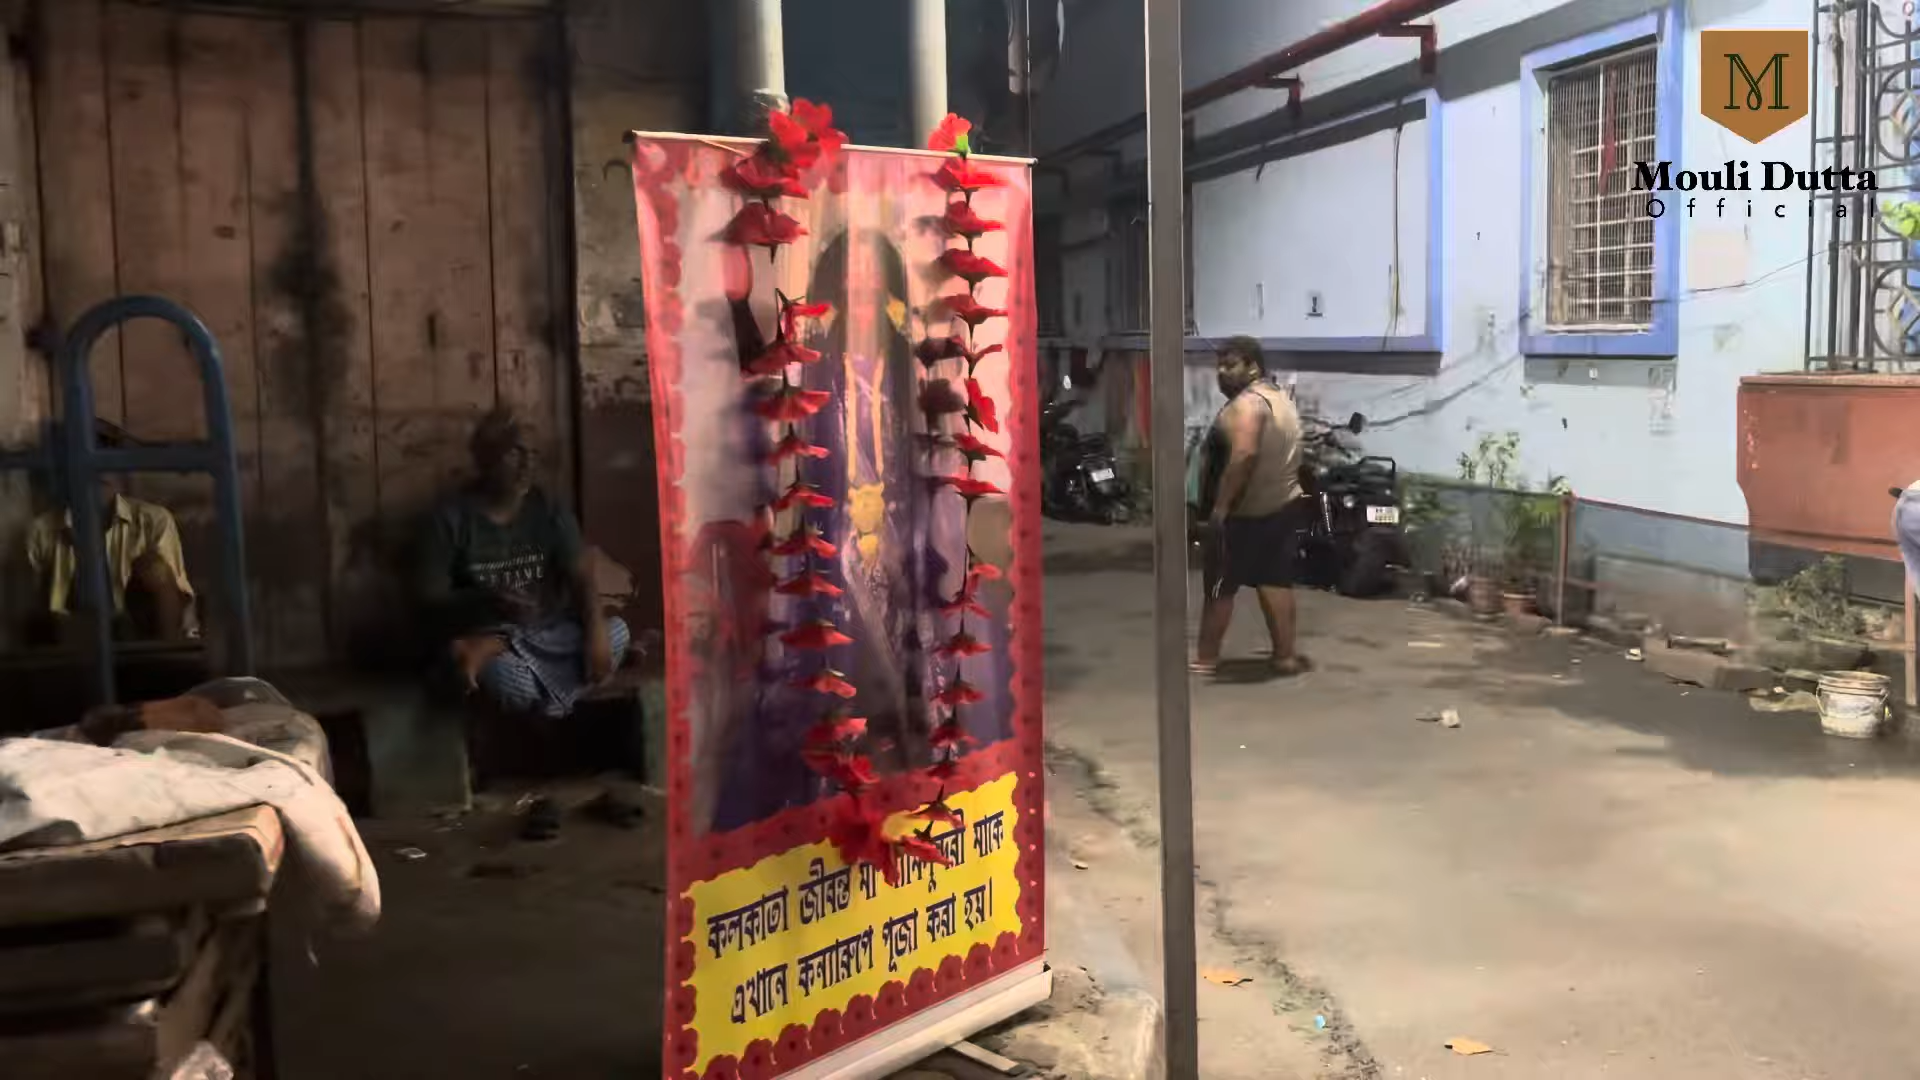 M
Mouli Dutta
Official
কলকাতা জীবন্ত মা মাকে
এখানে কন্যারুপে পূজা করা হয়।